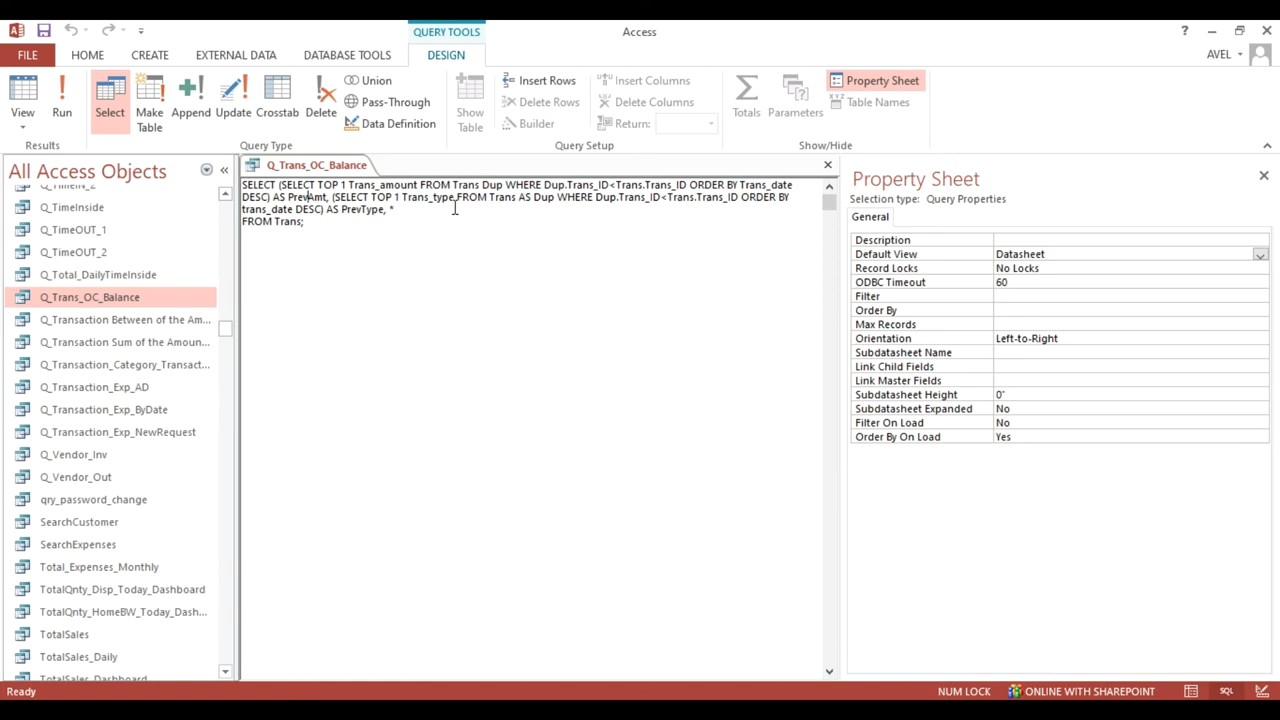 QUERY TOOLS
Access
FILE
HOME
CREATE
EXTERNAL DATA
DATABASE TOOLS
DESIGN
AVEL
View
Run
Select
Make Table
Append
Update
Crosstab
Delete
Union
Pass-Through
Data Definition
Show Table
Insert Rows
Delete Rows
Builder
Insert Columns
Delete Columns
Return:
Totals
Parameters
Property Sheet
Table Names
Results
Query Type
Query Setup
Show/Hide
All Access Objects
Q_TimeIN_2
Q_TimeInside
Q_TimeOUT_1
Q_TimeOUT_2
Q_Total_DailyTimeInside
Q_Trans_OC_Balance
Q_Transaction Between of the Am...
Q_Transaction Sum of the Amoun...
Q_Transaction_Category_Transact...
Q_Transaction_Exp_AD
Q_Transaction_Exp_ByDate
Q_Transaction_Exp_NewRequest
Q_Vendor_Inv
Q_Vendor_Out
qry_password_change
SearchCustomer
SearchExpenses
Total_Expenses_Monthly
TotalQnty_Disp_Today_Dashboard
TotalQnty_HomeBW_Today_Dash...
TotalSales
TotalSales_Daily
TotalSales_Dashboard
Q_Trans_OC_Balance
SELECT (SELECT TOP 1 Trans_amount FROM Trans Dup WHERE Dup.Trans_ID<Trans.Trans_ID ORDER BY Trans_date
DESC) AS PrevAmt, (SELECT TOP 1 Trans_type FROM Trans AS Dup WHERE Dup.Trans_ID<Trans.Trans_ID ORDER BY
trans_date DESC) AS PrevType, *
FROM Trans;
Property Sheet
Selection type: Query Properties
General
Description
Default View Datasheet
Record Locks No Locks
ODBC Timeout 60
Filter
Order By
Max Records
Orientation Left-to-Right
Subdatasheet Name
Link Child Fields
Link Master Fields
Subdatasheet Height 0"
Subdatasheet Expanded No
Filter On Load No
Order By On Load Yes
Ready
NUM LOCK
ONLINE WITH SHAREPOINT
SQL